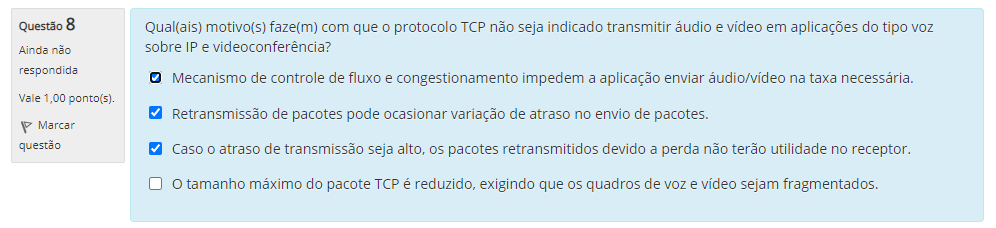 Questão 8
Ainda não
respondida
Vale 1,00 ponto(s).
Marcar
questão
Qual(ais) motivo(s) faze(m) com que o protocolo TCP não seja indicado transmitir áudio e vídeo em aplicações do tipo voz
sobre IP e videoconferência?
Mecanismo de controle de fluxo e congestionamento impedem a aplicação enviar áudio/vídeo na taxa necessária.
Retransmissão de pacotes pode ocasionar variação de atraso no envio de pacotes.
Caso o atraso de transmissão seja alto, os pacotes retransmitidos devido a perda não terão utilidade no receptor.
O tamanho máximo do pacote TCP é reduzido, exigindo que os quadros de voz e vídeo sejam fragmentados.